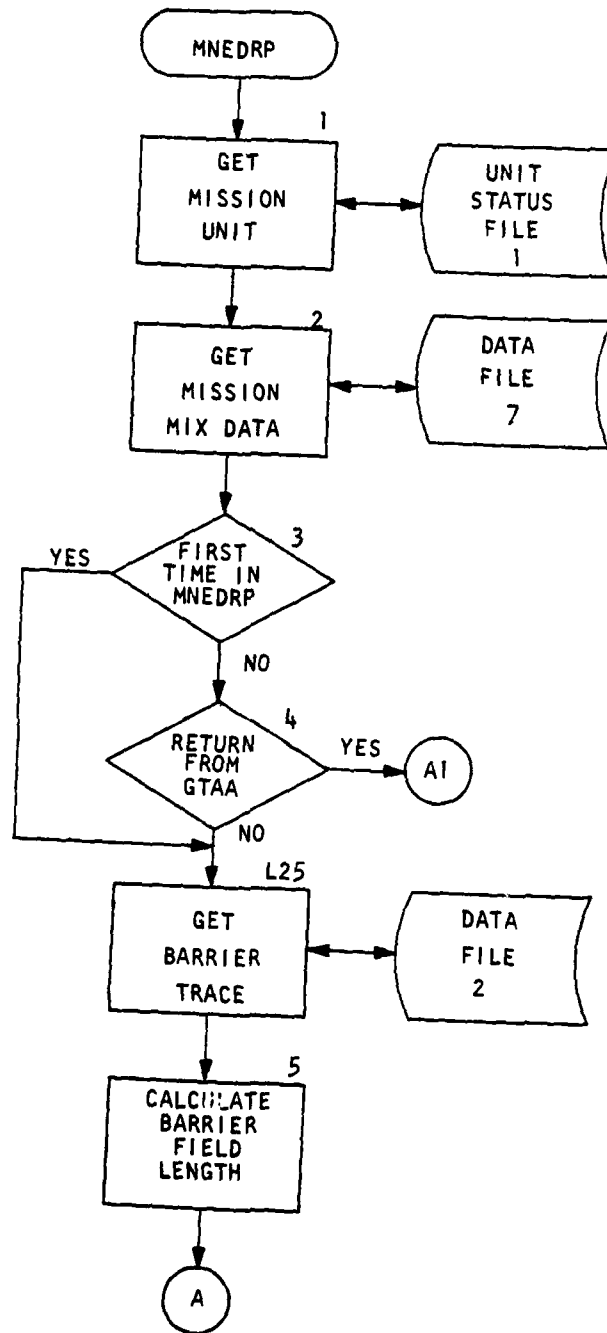 MNEDRP
1
GET
MISSION
UNIT
UNIT
STATUS
FILE
1
2
GET
MISSION
MIX DATA
DATA
FILE
7
3
YES
FIRST
TIME IN
MNEDRP
NO
4
RETURN
FROM
GTAA
YES
A1
NO
L25
GET
BARRIER
TRACE
DATA
FILE
2
5
CALCULATE
BARRIER
FIELD
LENGTH
A